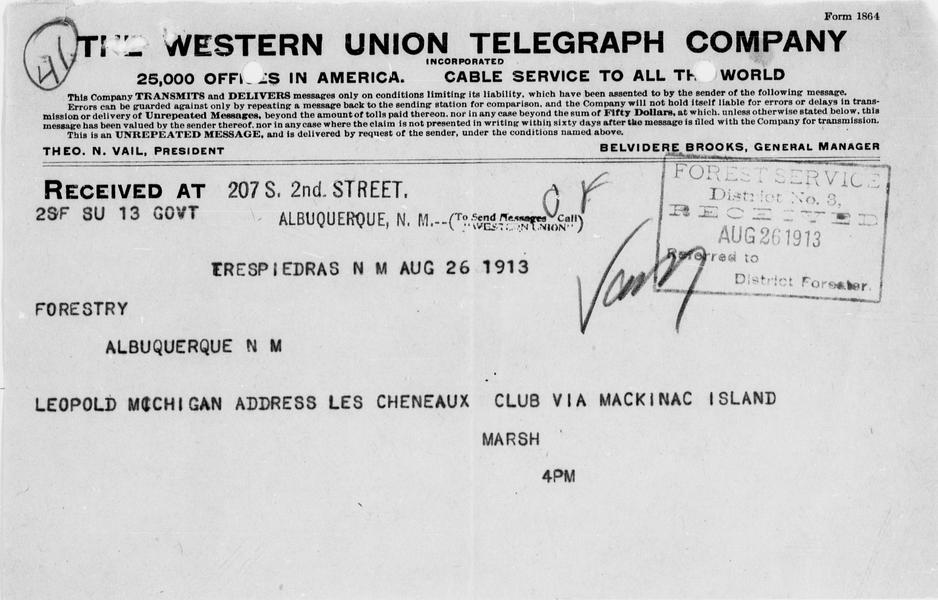 Form 1864
41
THE WESTERN UNION TELEGRAPH COMPANY
INCORPORATED
25,000 OFFICES IN AMERICA. CABLE SERVICE TO ALL THE WORLD
This Company TRANSMITS and DELIVERS messages only on conditions limiting its liability, which have been assented to by the sender of the following message.
Errors can be guarded against only by repeating a message back to the sending station for comparison, and the Company will not hold itself liable for errors or delays in trans-
mission or delivery of Unrepeated Messages, beyond the amount of tolls paid thereon, nor in any case beyond the sum of Fifty Dollars, at which, unless otherwise stated below, this
message has been valued by the sender thereof, nor in any case where the claim is not presented in writing within sixty days after the message is filed with the Company for transmission.
This is an UNREPEATED MESSAGE, and is delivered by request of the sender, under the conditions named above.
THEO. N. VAIL, PRESIDENT BELVIDERE BROOKS, GENERAL MANAGER
RECEIVED AT 207 S. 2nd. STREET.
2SF SU 13 GOVT
ALBUQUERQUE, N. M.--(To Send Messages Call)
"WESTERN UNION"
FOREST SERVICE
District No. 3,
RECEIVED
AUG 26 1913
Referred to
District Forester.
TRESPIEDRAS N M AUG 26 1913
FORESTRY
ALBUQUERQUE N M
LEOPOLD MCHIGAN ADDRESS LES CHENEAUX CLUB VIA MACKINAC ISLAND
MARSH
4PM